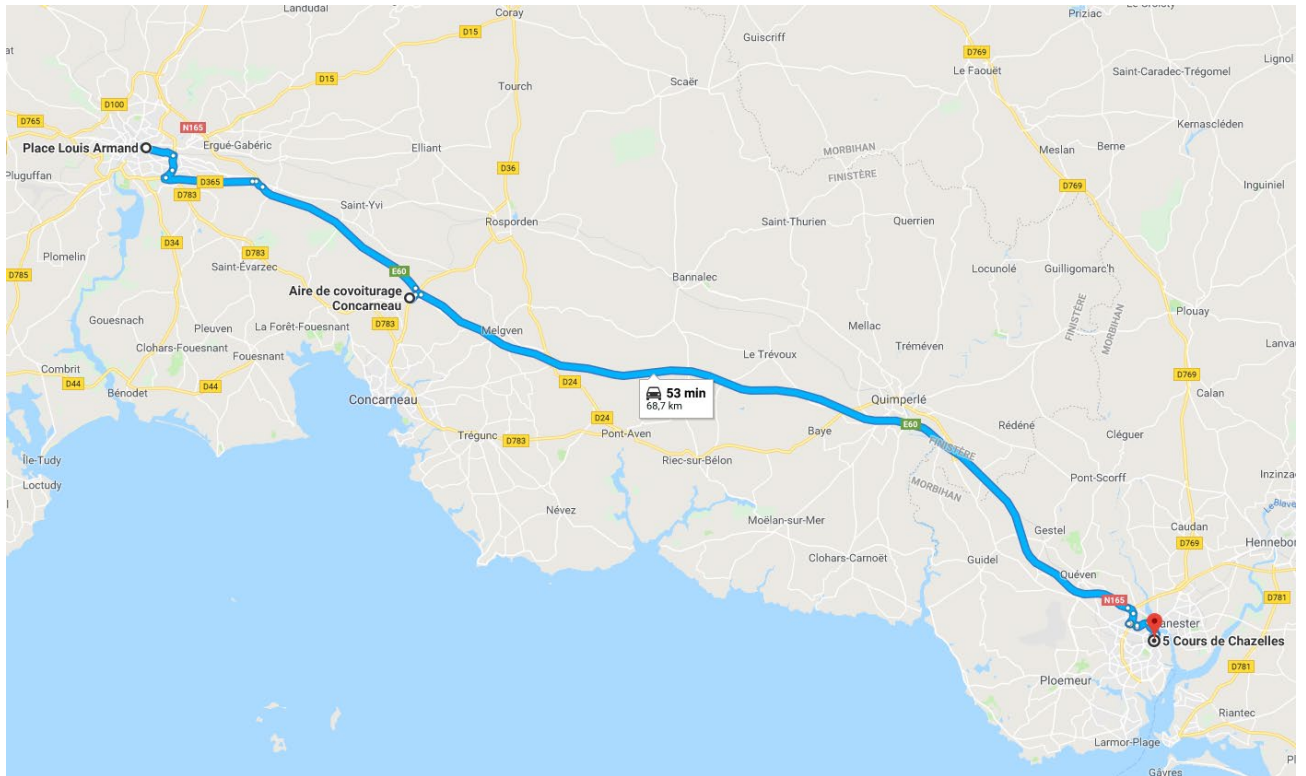 Landudal
Coray
D15
Guiscriff
Priziac
D769
Le Faouët
Lignol
Saint-Caradec-Trégomel
D15
Tourch
Scaër
D100
D765
N165
Kernascléden
Place Louis Armand
Ergué-Gabéric
Elliant
MORBIHAN
FINISTÈRE
Meslan
Berne
Pluguffan
D36
D365
D783
D769
Inguiniel
Saint-Yvi
Rosporden
Saint-Thurien
Querrien
D34
Plomelin
D783
Saint-Évarzec
D785
E60
Bannalec
Locunolé
Guilligomarc'h
Aire de covoiturage
Concarneau
FINISTÈRE
MORBIHAN
Plouay
Gouesnach
Pleuven
La Forêt-Fouesnant
D783
Melgven
Mellac
Tréméven
Clohars-Fouesnant
Fouesnant
Le Trévoux
Combrit
D44
Bénodet
D44
D24
53 min
68,7 km
D769
Calan
Concarneau
Quimperlé
D24
E60
Rédéné
Cléguer
Trégunc
D783
Pont-Aven
Baye
FINISTÈRE
Île-Tudy
Loctudy
Riec-sur-Bélon
MORBIHAN
Pont-Scorff
Névez
Moëlan-sur-Mer
Gestel
Caudan
D769
Clohars-Carnoët
Guidel
Quéven
N165
D781
5 Cours de Chazelles
D781
Ploemeur
Riantec
Larmor-Plage
Gâvres